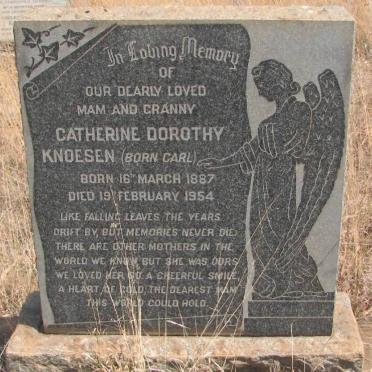 In Loving Memory
OF
OUR DEARLY LOVED
MAM AND GRANNY
CATHERINE DOROTHY
KNOESEN (BORN CARL)
BORN 16TH MARCH 1887
DIED 19TH FEBRUARY 1954
LIKE FALLING LEAVES THE YEARS
DRIFT BY, BUT MEMORIES NEVER DIE,
THERE ARE OTHER MOTHERS IN THE
WORLD WE KNOW, BUT SHE WAS OURS
WE LOVED HER SO. A CHEERFUL SMILE,
A HEART OF GOLD, THE DEAREST MAM
THIS WORLD COULD HOLD.